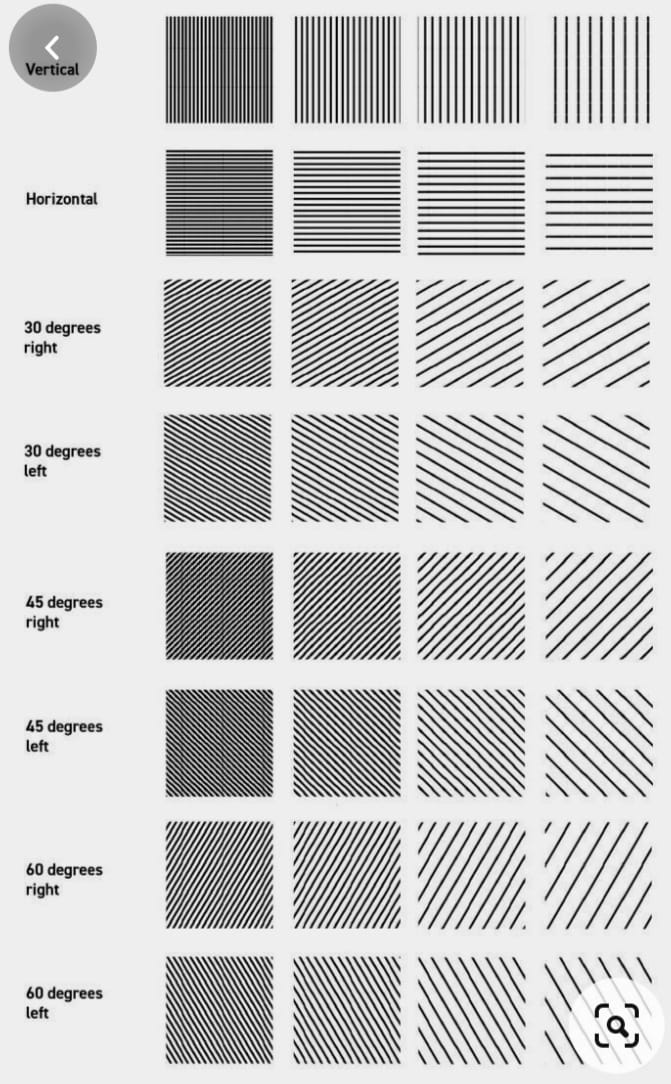 Vertical
Horizontal
30 degrees
right
30 degrees
left
45 degrees
right
45 degrees
left
60 degrees
right
60 degrees
left